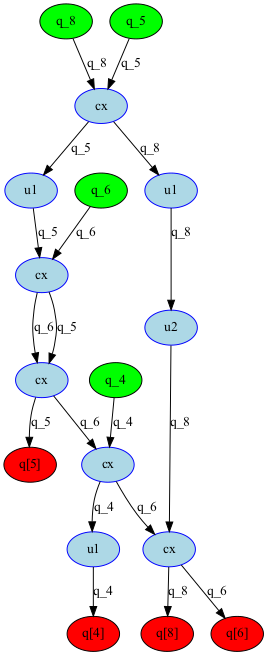 q_8 q_5
q_8 q_5
cx
q_5 q_8
u1 q_6 u1
q_5 q_6 q_8
cx
q_6 q_5 u2
cx q_4
q_5 q_6 q_4 q_8
q[5] cx
q_4 q_6
u1 cx
q_4 q_8 q_6
q[4] q[8] q[6]